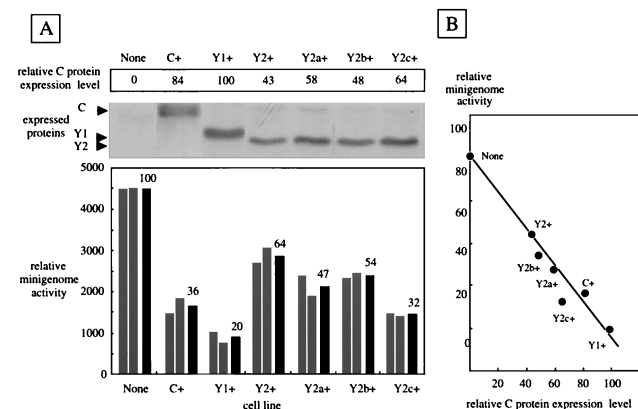 A
None C+ Y1+ Y2+ Y2a+ Y2b+ Y2c+
relative C protein
expression level
0 84 100 43 58 48 64
C
expressed
proteins
Y1
Y2
5000
4000
3000
2000
1000
0
relative
minigenome
activity
100
36
20
64
47
54
32
None C+ Y1+ Y2+ Y2a+ Y2b+ Y2c+
cell line
B
relative
minigenome
activity
100
80
60
40
20
0
None
Y2+
Y2b+
Y2a+
C+
Y2c+
Y1+
0 20 40 60 80 100
relative C protein expression level